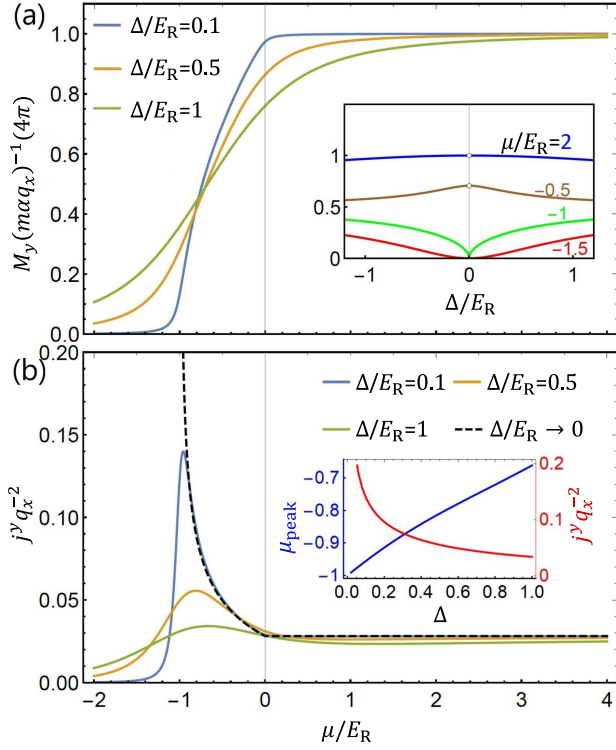 (a)
Δ/E_R=0.1
Δ/E_R=0.5
Δ/E_R=1
M_y(mαq_x)^{-1}(4π)
1.0
0.8
0.6
0.4
0.2
0.0
μ/E_R=2
−0.5
−1
−1.5
1
0.5
0
−1 0 1
Δ/E_R
(b)
Δ/E_R=0.1 Δ/E_R=0.5
Δ/E_R=1 Δ/E_R → 0
j^y q_x^{-2}
0.20
0.15
0.10
0.05
0.00
μ_peak
−0.7
−0.8
−0.9
−1
0.2
0.1
0
j^y q_x^{-2}
0.0 0.2 0.4 0.6 0.8 1.0
Δ
−2 −1 0 1 2 3 4
μ/E_R